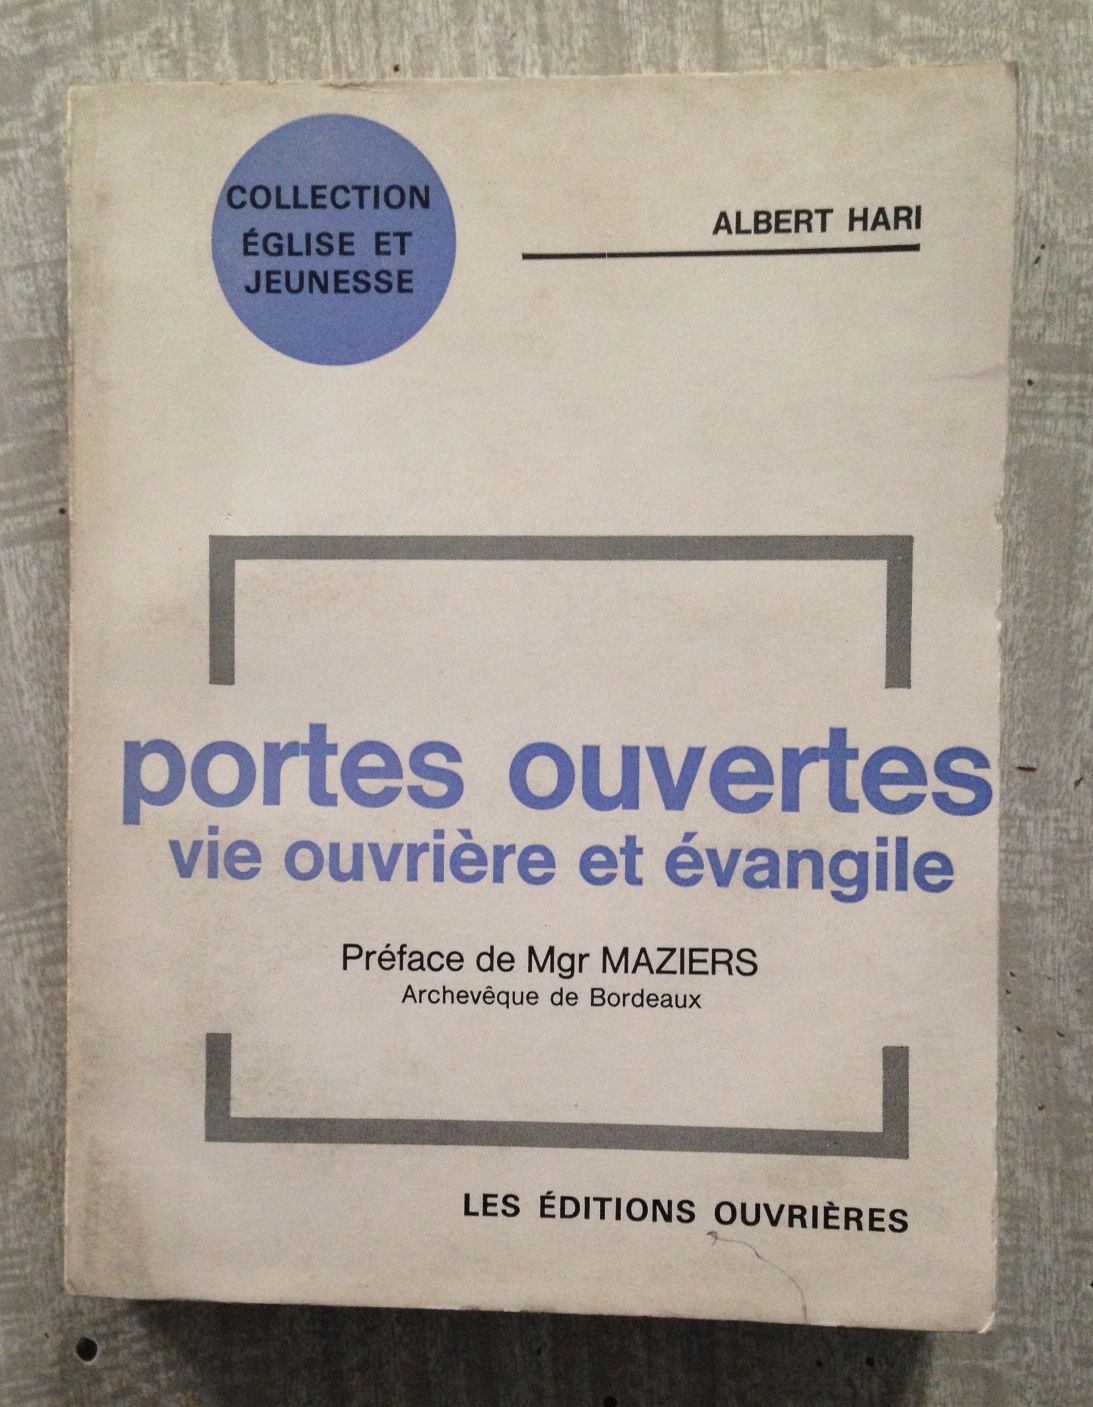 COLLECTION
ÉGLISE ET
JEUNESSE
ALBERT HARI
portes ouvertes
vie ouvrière et évangile
Préface de Mgr MAZIERS
Archevêque de Bordeaux
LES ÉDITIONS OUVRIÈRES